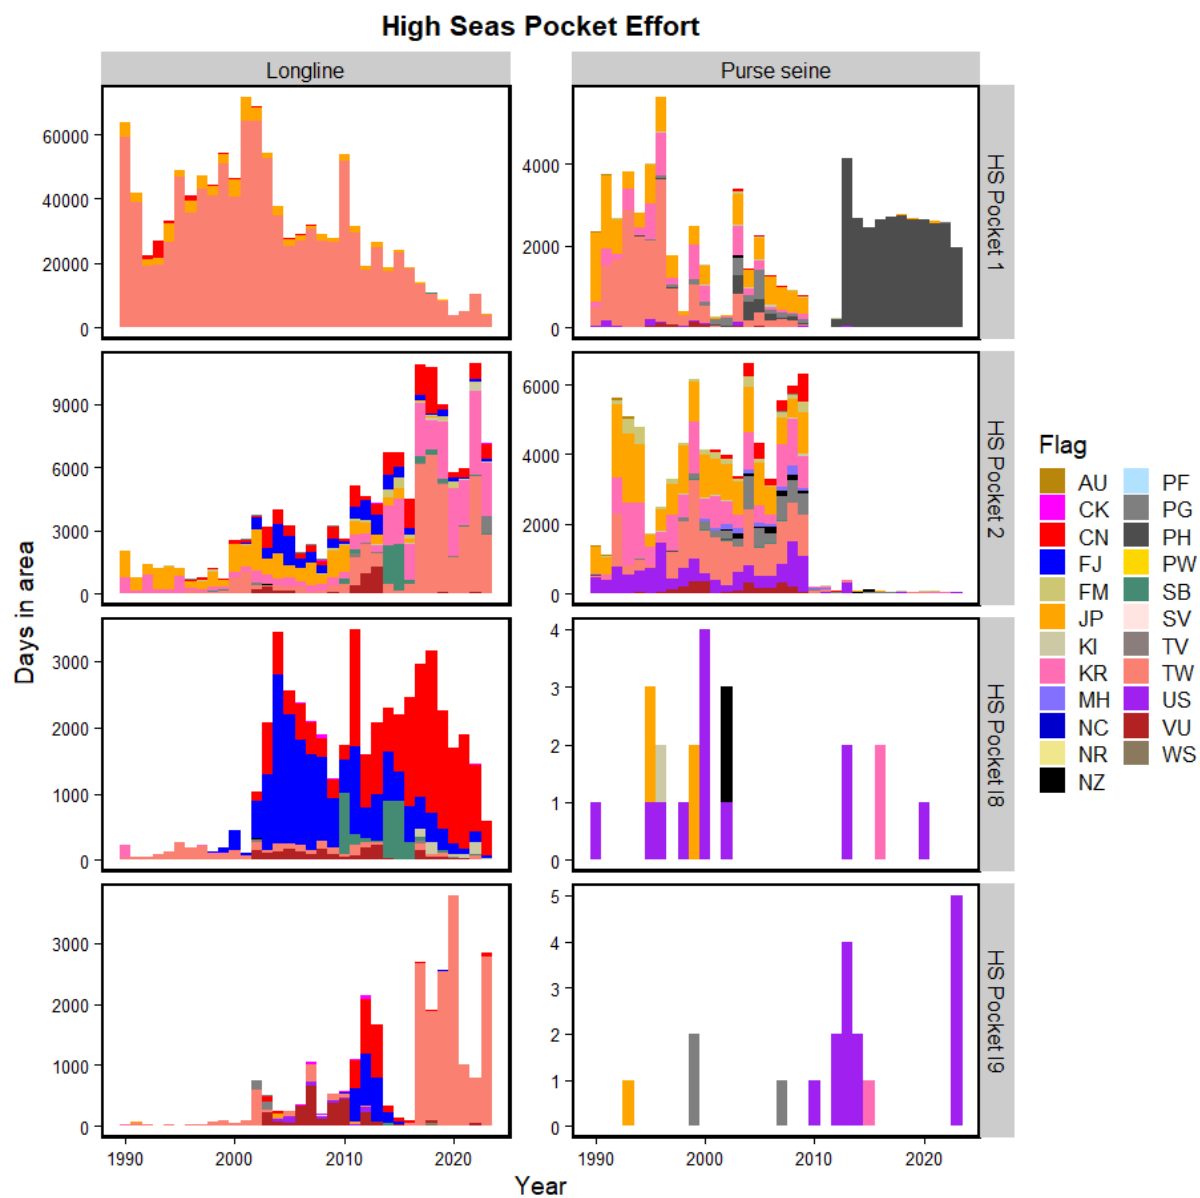 High Seas Pocket Effort
Longline
Purse seine
60000
40000
20000
0
4000
2000
0
HS Pocket 1
9000
6000
3000
0
6000
4000
2000
0
HS Pocket 2
3000
2000
1000
0
4
3
2
1
0
HS Pocket I8
3000
2000
1000
0
5
4
3
2
1
0
HS Pocket I9
1990
2000
2010
2020
1990
2000
2010
2020
Year
Days in area
Flag
AU
CK
CN
FJ
FM
JP
KI
KR
MH
NC
NR
NZ
PF
PG
PH
PW
SB
SV
TV
TW
US
VU
WS